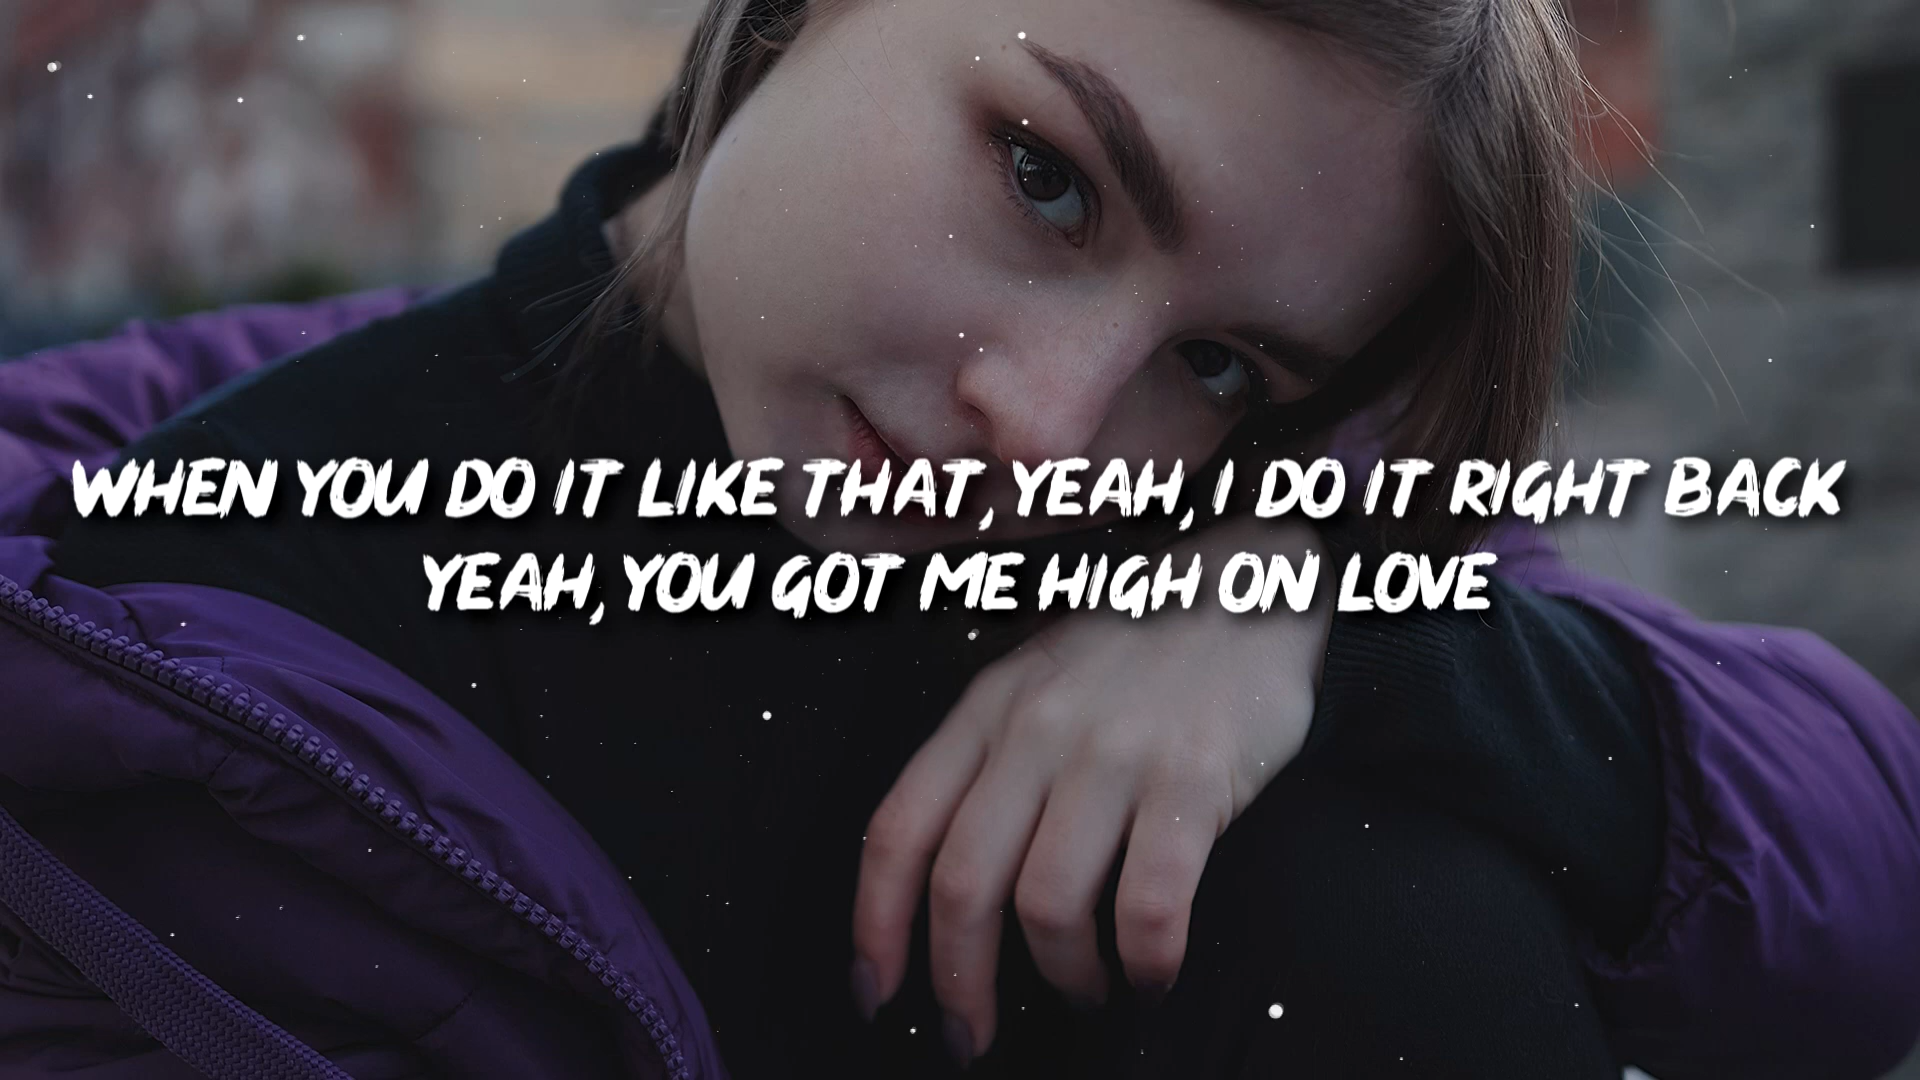 WHEN YOU DO IT LIKE THAT, YEAH, I DO IT RIGHT BACK
YEAH, YOU GOT ME HIGH ON LOVE